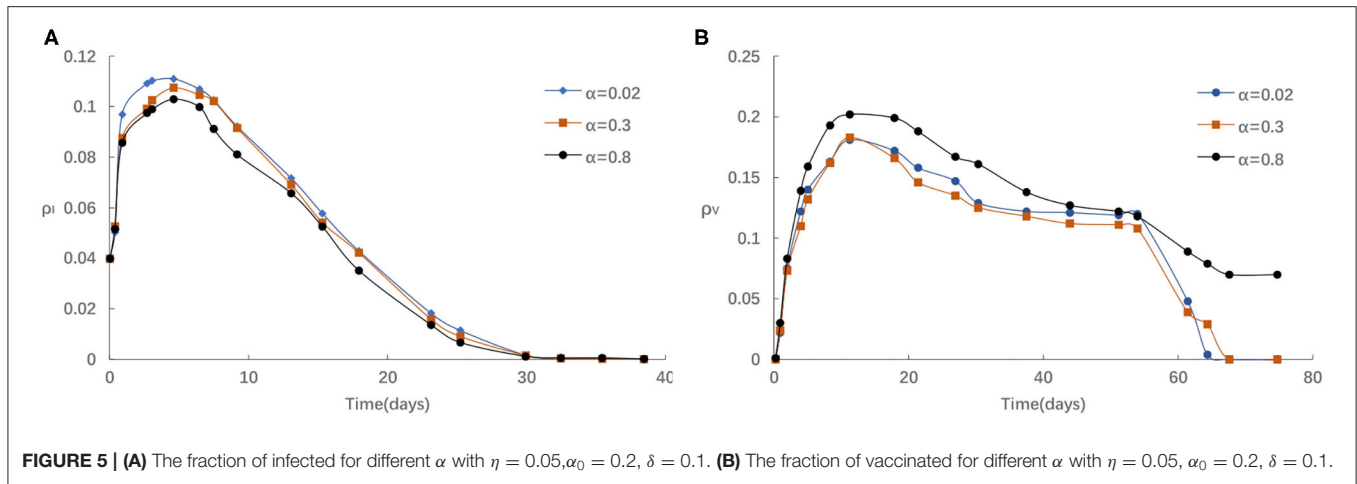 A
B
0.12
0.1
0.08
0.06
0.04
0.02
0
ρI
0
10
20
30
40
Time(days)
α=0.02
α=0.3
α=0.8
0.25
0.2
0.15
0.1
0.05
0
ρV
0
20
40
60
80
Time(days)
α=0.02
α=0.3
α=0.8
FIGURE 5 | (A) The fraction of infected for different α with η = 0.05,α0 = 0.2, δ = 0.1. (B) The fraction of vaccinated for different α with η = 0.05, α0 = 0.2, δ = 0.1.